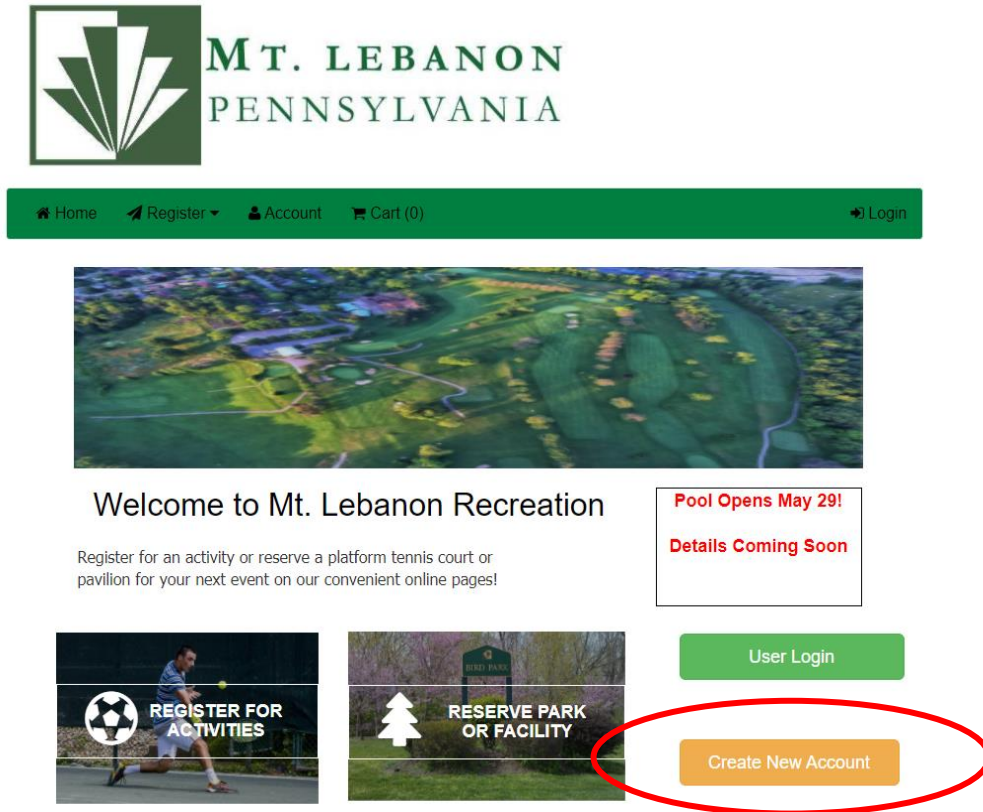 MT. LEBANON
PENNSYLVANIA
Home Register Account Cart (0) Login
Welcome to Mt. Lebanon Recreation
Register for an activity or reserve a platform tennis court or
pavilion for your next event on our convenient online pages!
Pool Opens May 29!
Details Coming Soon
REGISTER FOR
ACTIVITIES
BIRD PARK
RESERVE PARK
OR FACILITY
User Login
Create New Account